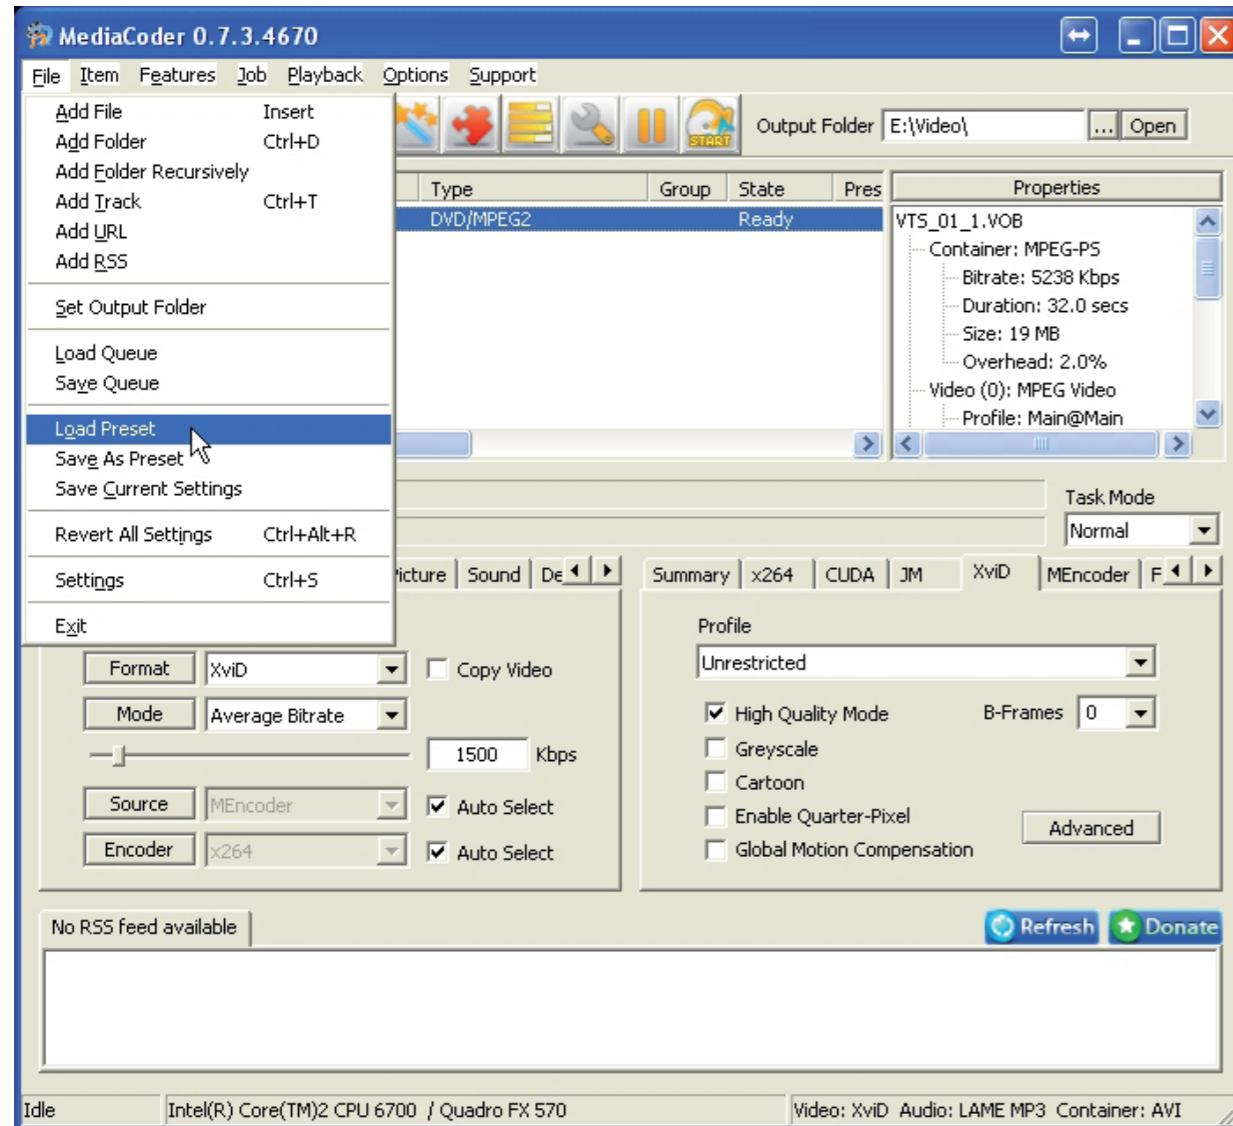 MediaCoder 0.7.3.4670
File Item Features Job Playback Options Support
Add File Insert
Add Folder Ctrl+D
Add Folder Recursively
Add Track Ctrl+T
Add URL
Add RSS
Set Output Folder
Load Queue
Save Queue
Load Preset
Save As Preset
Save Current Settings
Revert All Settings Ctrl+Alt+R
Settings Ctrl+S
Exit
START
Output Folder E:\Video\ ... Open
Type Group State Pres
DVD/MPEG2 Ready
Properties
VTS_01_1.VOB
Container: MPEG-PS
Bitrate: 5238 Kbps
Duration: 32.0 secs
Size: 19 MB
Overhead: 2.0%
Video (0): MPEG Video
Profile: Main@Main
Task Mode
Normal
icture Sound De
Summary x264 CUDA JM XviD MEncoder F
Format XviD Copy Video
Mode Average Bitrate
1500 Kbps
Source MEncoder Auto Select
Encoder x264 Auto Select
Profile
Unrestricted
High Quality Mode B-Frames 0
Greyscale
Cartoon
Enable Quarter-Pixel
Global Motion Compensation
Advanced
No RSS feed available Refresh Donate
Idle Intel(R) Core(TM)2 CPU 6700 / Quadro FX 570 Video: XviD Audio: LAME MP3 Container: AVI